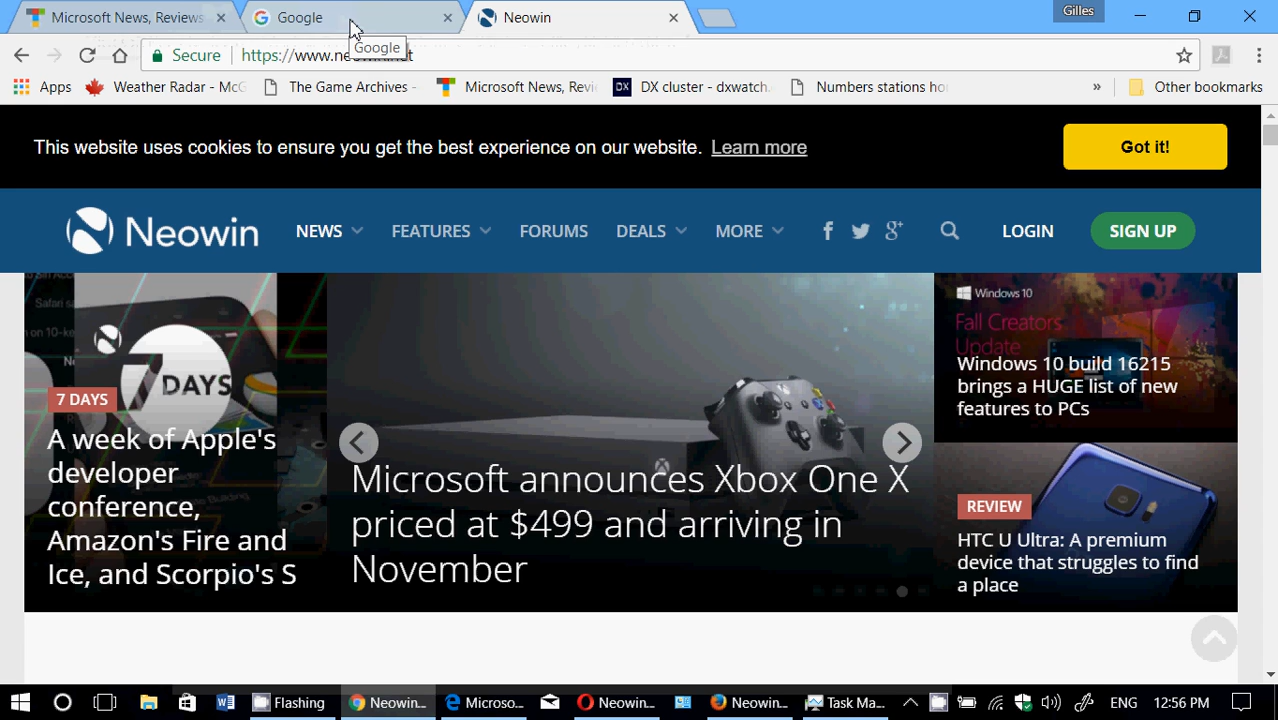 Microsoft News, Reviews
Google
Neowin
Gilles
Google
Secure
https://www.neowin.net
Apps
Weather Radar - McG
The Game Archives -
Microsoft News, Revi
DX
DX cluster - dxwatch.
Numbers stations ho
»
Other bookmarks
This website uses cookies to ensure you get the best experience on our website. Learn more
Got it!
Neowin
NEWS
FEATURES
FORUMS
DEALS
MORE
LOGIN
SIGN UP
7 DAYS
7 DAYS
A week of Apple's
developer
conference,
Amazon's Fire and
Ice, and Scorpio's S
Microsoft announces Xbox One X
priced at $499 and arriving in
November
Windows 10
Fall Creators
Update
Windows 10 build 16215
brings a HUGE list of new
features to PCs
REVIEW
HTC U Ultra: A premium
device that struggles to find
a place
Flashing
Neowin...
Microso...
Neowin...
Neowin...
Task Ma...
ENG
12:56 PM